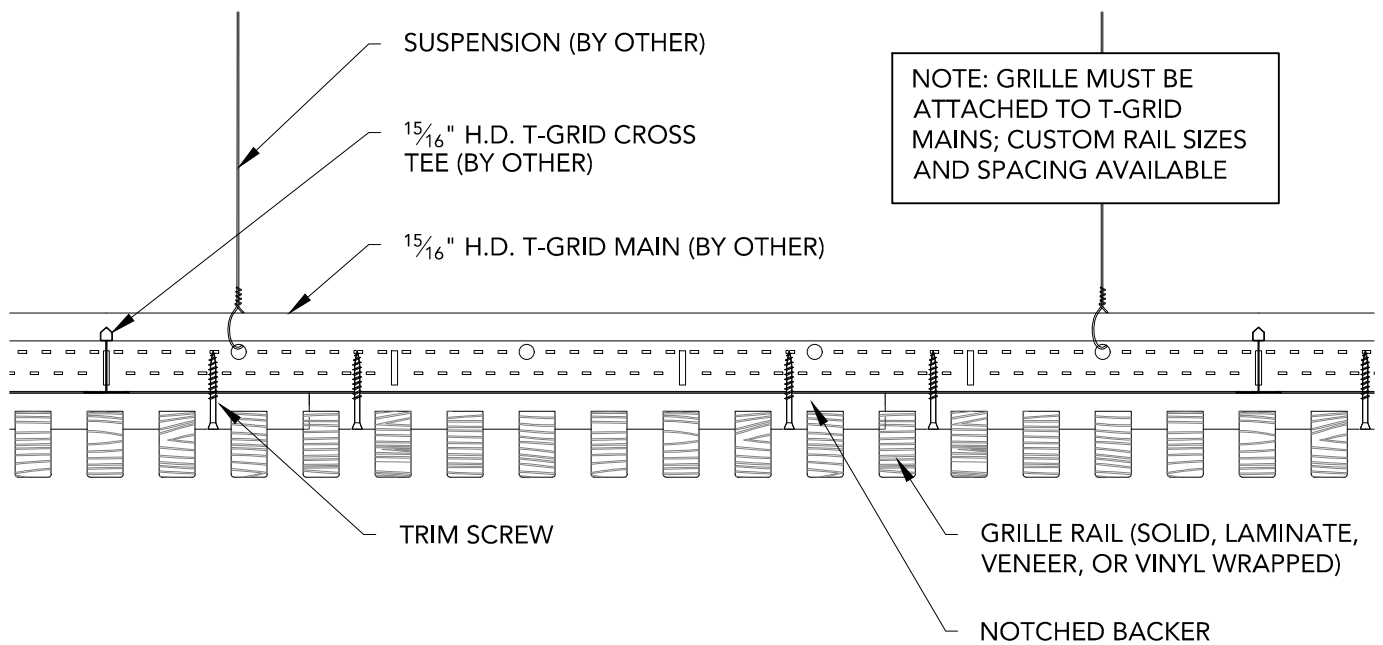 SUSPENSION (BY OTHER)
15/16" H.D. T-GRID CROSS
TEE (BY OTHER)
15/16" H.D. T-GRID MAIN (BY OTHER)
NOTE: GRILLE MUST BE
ATTACHED TO T-GRID
MAINS; CUSTOM RAIL SIZES
AND SPACING AVAILABLE
TRIM SCREW
GRILLE RAIL (SOLID, LAMINATE,
VENEER, OR VINYL WRAPPED)
NOTCHED BACKER